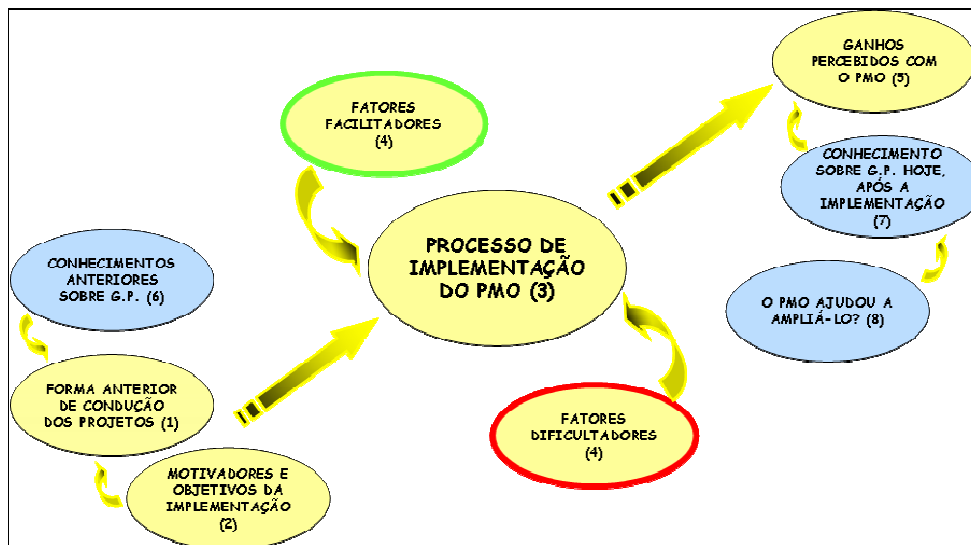 GANHOS
PERCEBIDOS COM
O PMO (5)
FATORES
FACILITADORES
(4)
CONHECIMENTO
SOBRE G.P. HOJE,
APÓS A
IMPLEMENTAÇÃO
(7)
PROCESSO DE
IMPLEMENTAÇÃO
DO PMO (3)
CONHECIMENTOS
ANTERIORES
SOBRE G.P. (6)
O PMO AJUDOU A
AMPLIÁ-LO? (8)
FORMA ANTERIOR
DE CONDUÇÃO
DOS PROJETOS (1)
FATORES
DIFICULTADORES
(4)
MOTIVADORES E
OBJETIVOS DA
IMPLEMENTAÇÃO
(2)